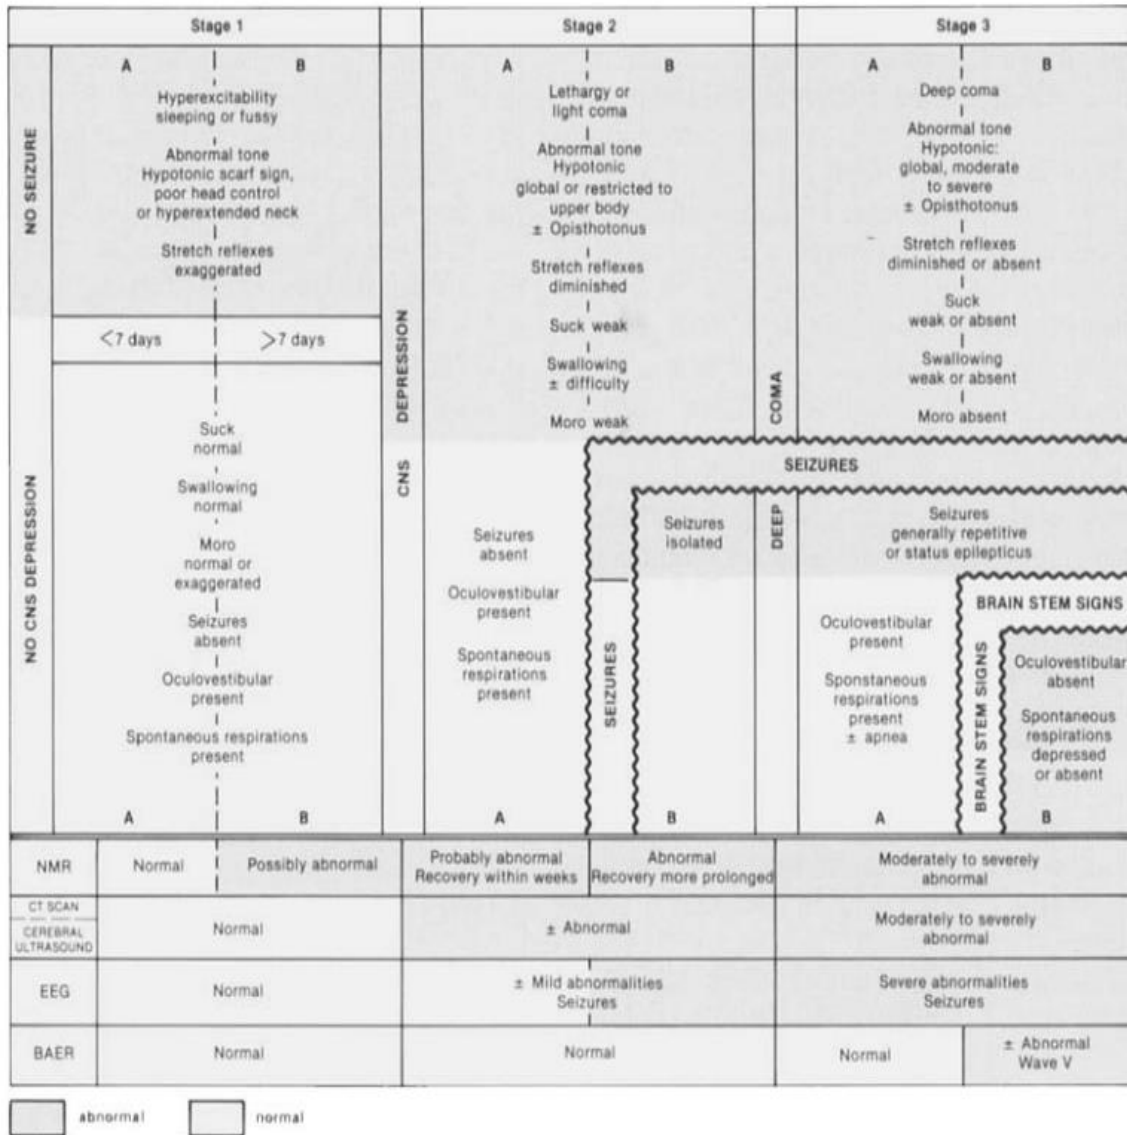 Stage 1
Stage 2
Stage 3
NO SEIZURE
NO CNS DEPRESSION
A
B
Hyperexcitability
sleeping or fussy
Abnormal tone
Hypotonic scarf sign,
poor head control
or hyperextended neck
Stretch reflexes
exaggerated
<7 days
>7 days
Suck
normal
Swallowing
normal
Moro
normal or
exaggerated
Seizures
absent
Oculovestibular
present
Spontaneous respirations
present
A
B
CNS DEPRESSION
A
B
Lethargy or
light coma
Abnormal tone
Hypotonic
global or restricted to
upper body
± Opisthotonus
Stretch reflexes
diminished
Suck weak
Swallowing
± difficulty
Moro weak
SEIZURES
Seizures
absent
Oculovestibular
present
Spontaneous
respirations
present
SEIZURES
Seizures
isolated
A
B
DEEP COMA
A
B
Deep coma
Abnormal tone
Hypotonic:
global, moderate
to severe
± Opisthotonus
Stretch reflexes
diminished or absent
Suck
weak or absent
Swallowing
weak or absent
Moro absent
Seizures
generally repetitive
or status epilepticus
BRAIN STEM SIGNS
Oculovestibular
present
Sponstaneous
respirations
present
± apnea
BRAIN STEM SIGNS
Oculovestibular
absent
Spontaneous
respirations
depressed
or absent
A
B
NMR
Normal
Possibly abnormal
Probably abnormal
Recovery within weeks
Abnormal
Recovery more prolonged
Moderately to severely
abnormal
CT SCAN
CEREBRAL
ULTRASOUND
Normal
± Abnormal
Moderately to severely
abnormal
EEG
Normal
± Mild abnormalities
Seizures
Severe abnormalities
Seizures
BAER
Normal
Normal
Normal
± Abnormal
Wave V
abnormal
normal